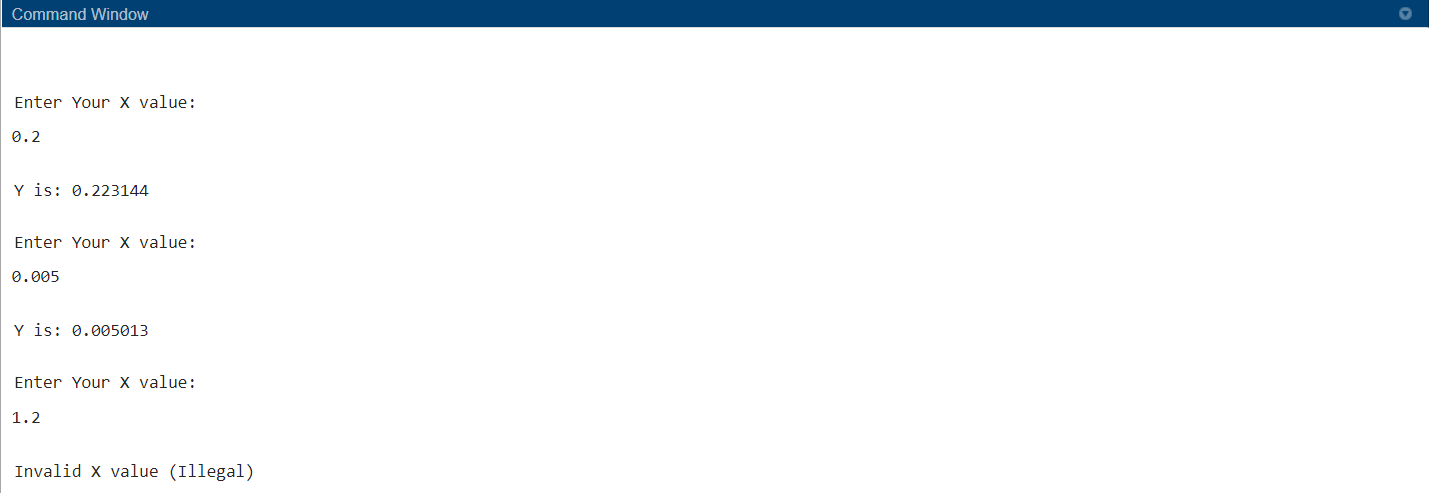 Command Window
Enter Your X value:
0.2
Y is: 0.223144
Enter Your X value:
0.005
Y is: 0.005013
Enter Your X value:
1.2
Invalid X value (Illegal)